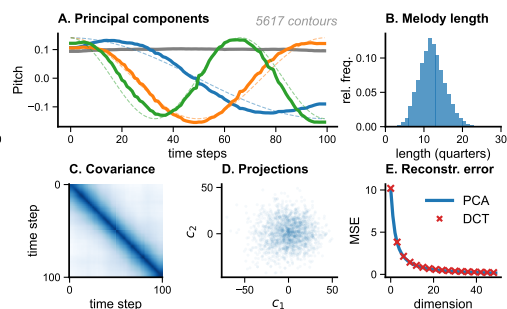 A. Principal components
5617 contours
Pitch
0.1
0.0
−0.1
0 20 40 60 80 100
time steps
B. Melody length
rel. freq.
0.10
0.05
0.00
0 10 20 30
length (quarters)
C. Covariance
time step
0
100
0 100
time step
D. Projections
c2
50
0
−50 0 50
c1
E. Reconstr. error
MSE
10
5
0
PCA
DCT
0 20 40
dimension